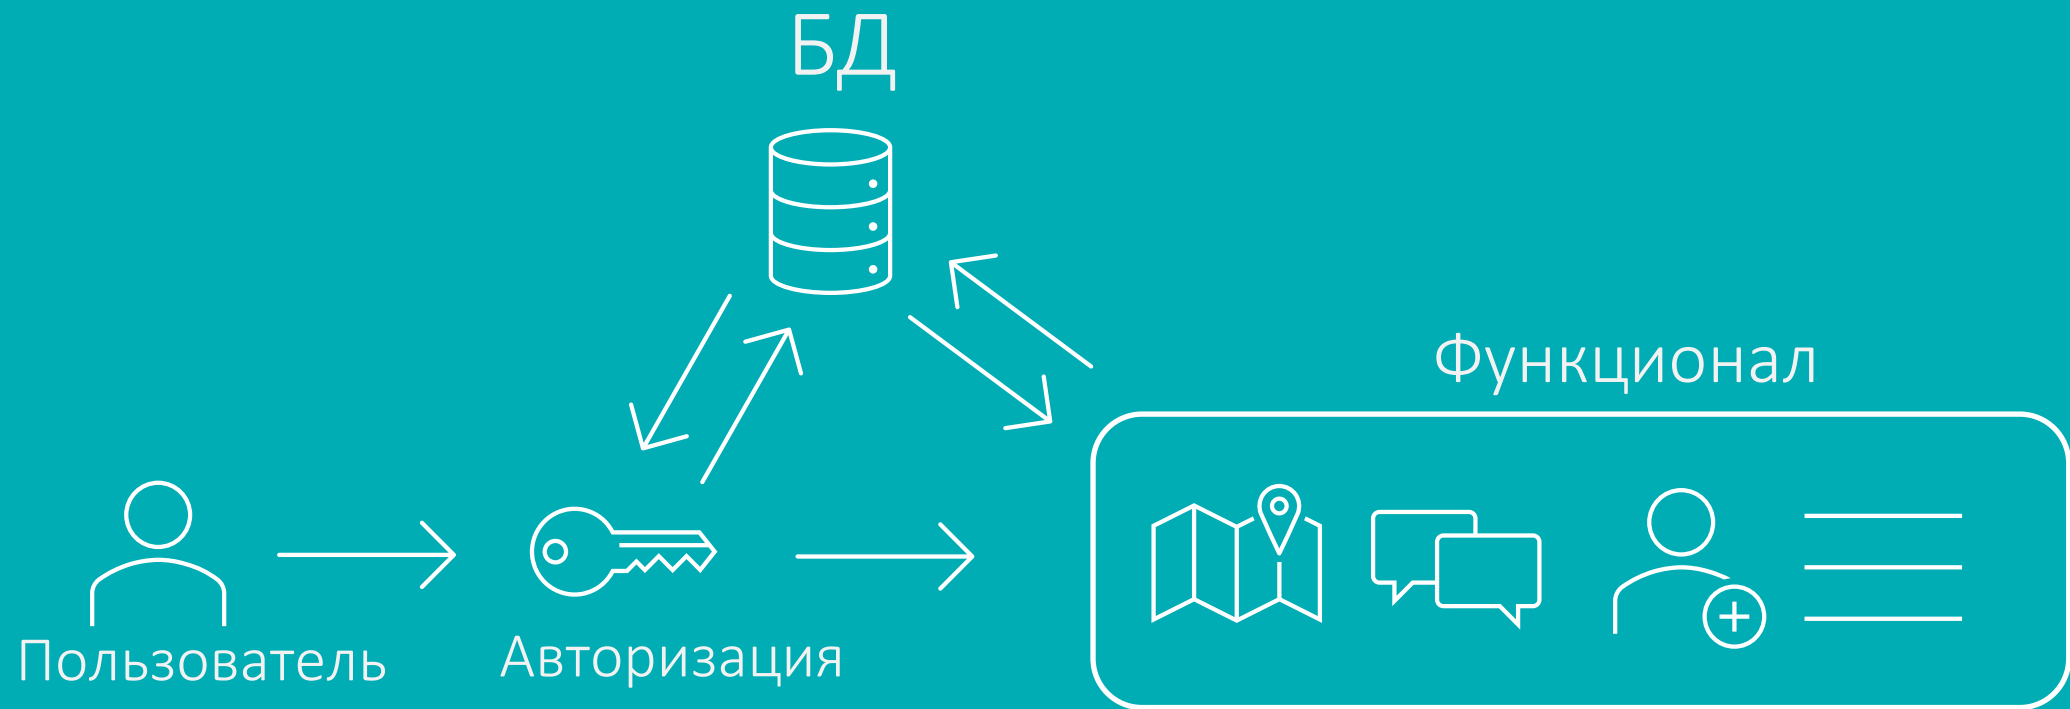 БД
Функционал
Пользователь
Авторизация